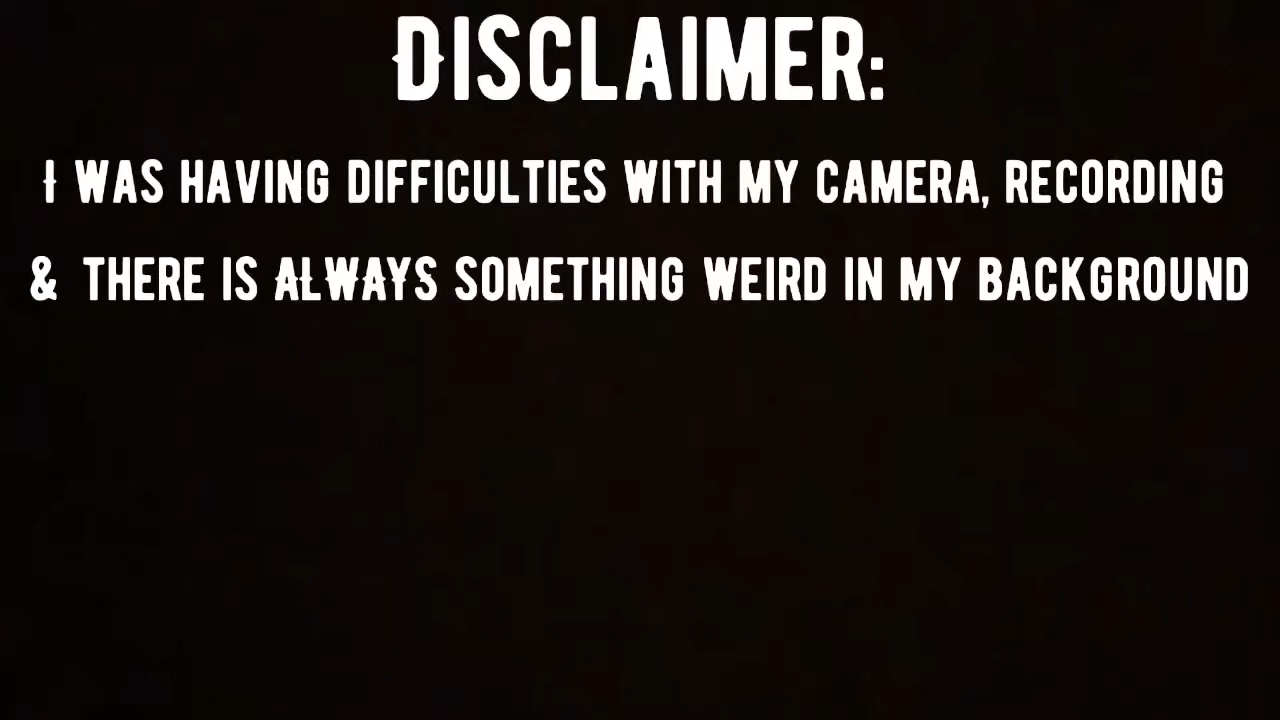 DISCLAIMER:
I WAS HAVING DIFFICULTIES WITH MY CAMERA, RECORDING
& THERE IS ALWAYS SOMETHING WEIRD IN MY BACKGROUND